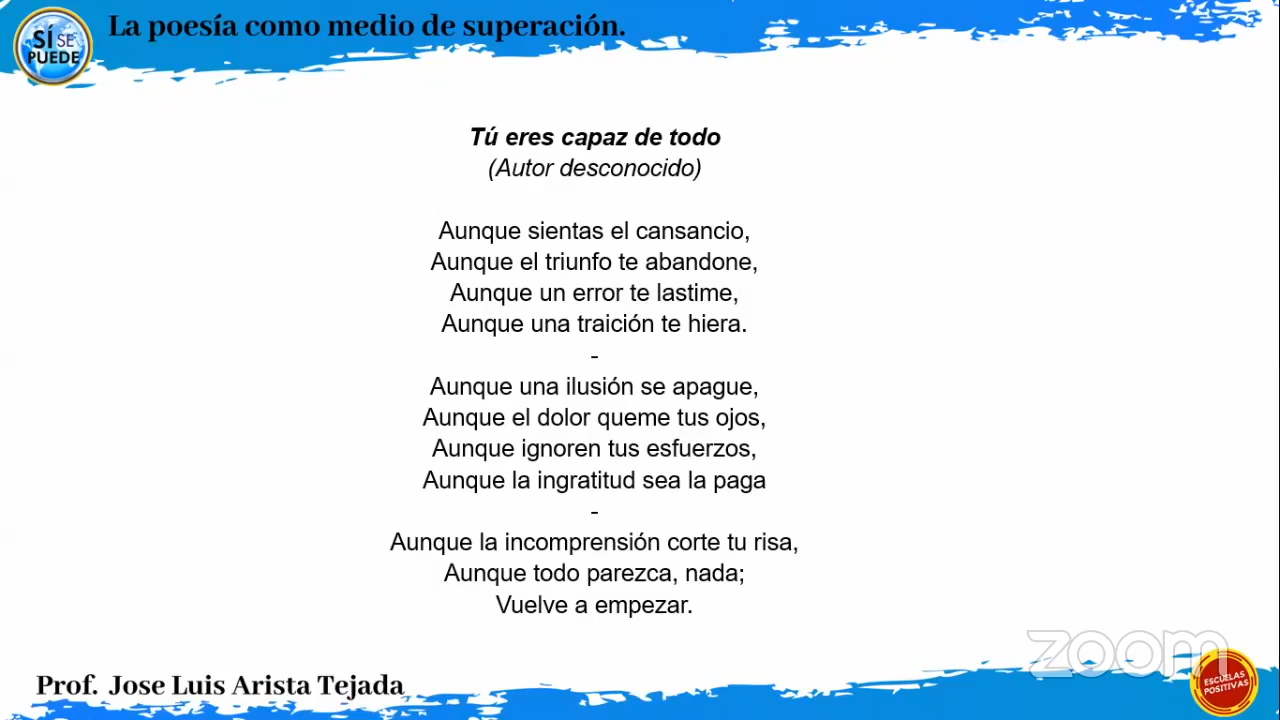 SÍ SE
PUEDE
La poesía como medio de superación.
Tú eres capaz de todo
(Autor desconocido)
Aunque sientas el cansancio,
Aunque el triunfo te abandone,
Aunque un error te lastime,
Aunque una traición te hiera.
-
Aunque una ilusión se apague,
Aunque el dolor queme tus ojos,
Aunque ignoren tus esfuerzos,
Aunque la ingratitud sea la paga
-
Aunque la incomprensión corte tu risa,
Aunque todo parezca, nada;
Vuelve a empezar.
zoom
Prof. Jose Luis Arista Tejada
ESCUELAS
POSITIVAS